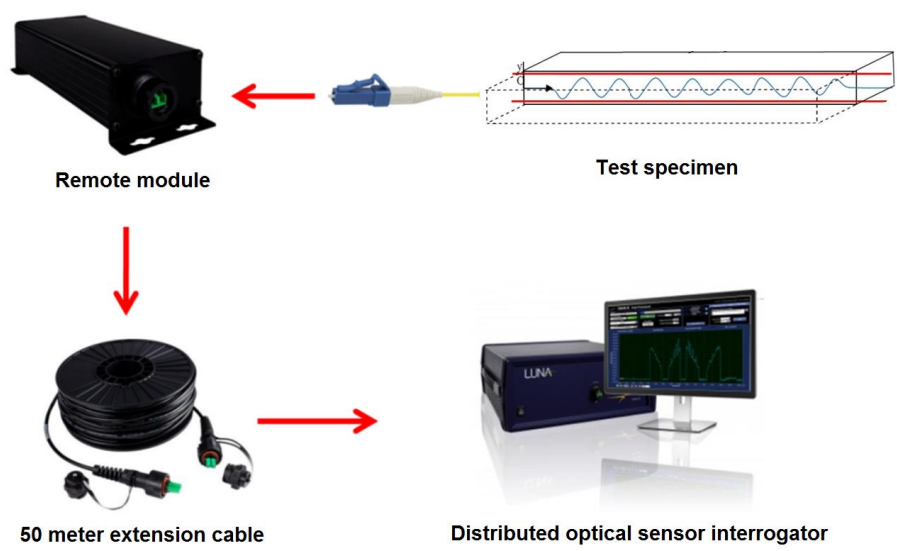 y
Test specimen
Remote module
LUNA
50 meter extension cable
Distributed optical sensor interrogator